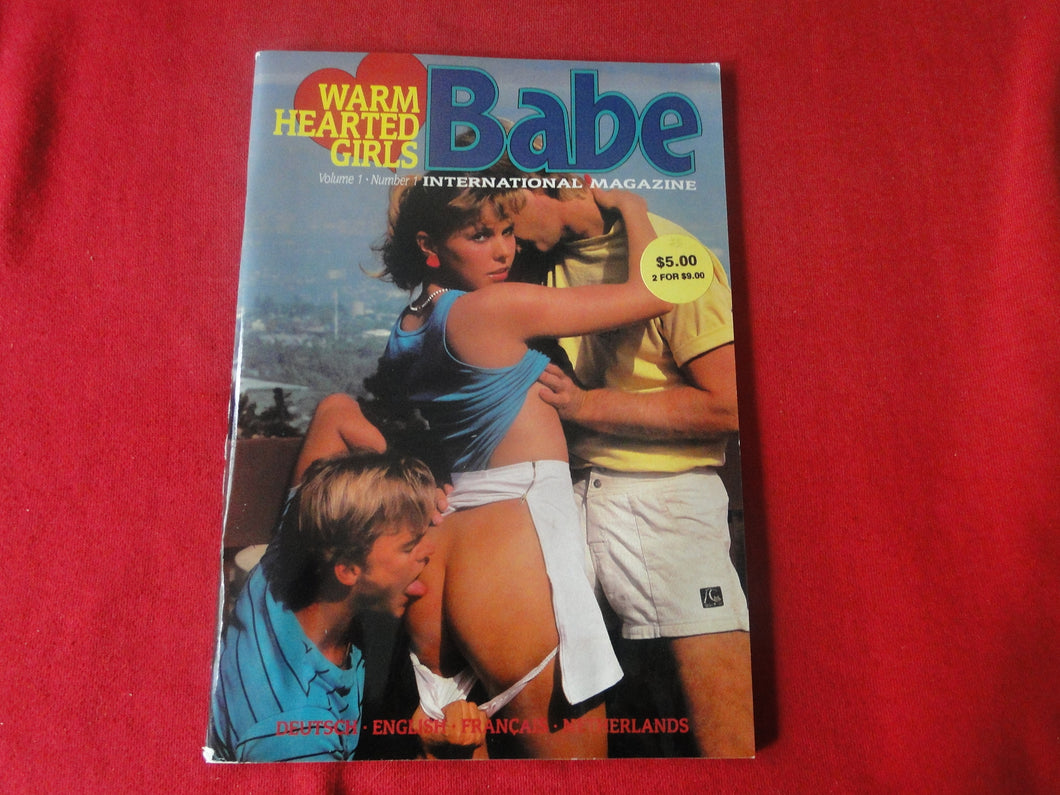 WARM
HEARTED
GIRLS
Babe
Volume 1 • Number 1
INTERNATIONAL MAGAZINE
$5.00
2 FOR $9.00
DEUTSCH • ENGLISH • FRANÇAIS • NETHERLANDS